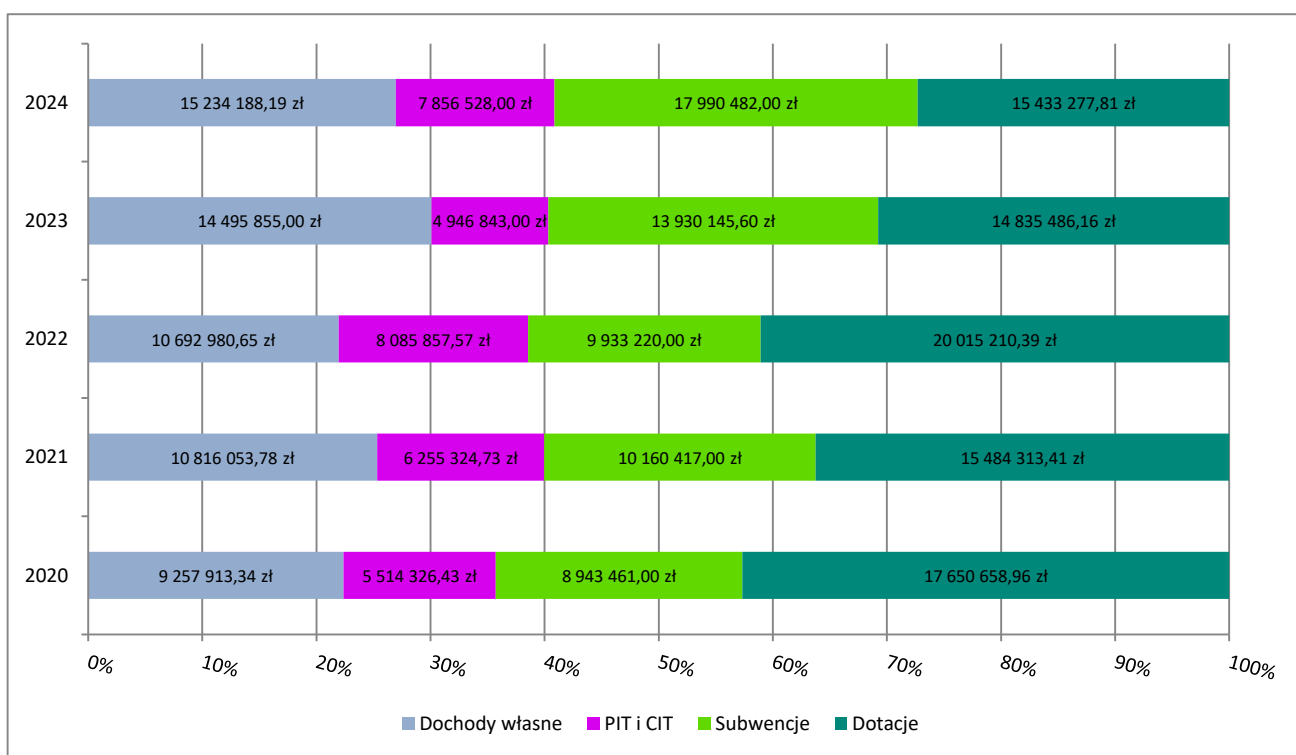 2024
15 234 188,19 zł 7 856 528,00 zł 17 990 482,00 zł 15 433 277,81 zł
2023
14 495 855,00 zł 4 946 843,00 zł 13 930 145,60 zł 14 835 486,16 zł
2022
10 692 980,65 zł 8 085 857,57 zł 9 933 220,00 zł 20 015 210,39 zł
2021
10 816 053,78 zł 6 255 324,73 zł 10 160 417,00 zł 15 484 313,41 zł
2020
9 257 913,34 zł 5 514 326,43 zł 8 943 461,00 zł 17 650 658,96 zł
0% 10% 20% 30% 40% 50% 60% 70% 80% 90% 100%
Dochody własne PIT i CIT Subwencje Dotacje